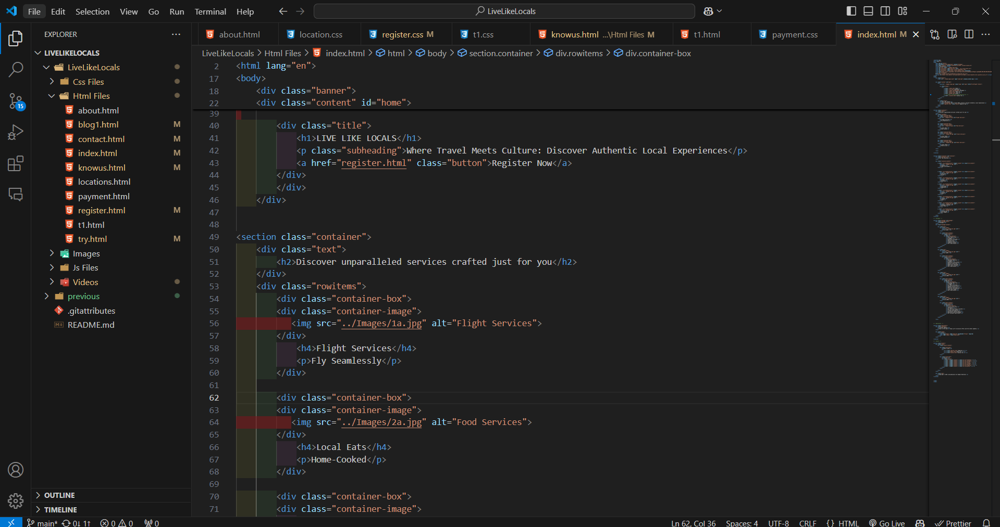 File Edit Selection View Go Run Terminal Help
LiveLikeLocals
EXPLORER
about.html
location.css
register.css M
t1.css
knowus.html ...\Html Files M
t1.html
payment.css
index.html M
LiveLikeLocals > Html Files > index.html > html > body > section.container > div.rowitems > div.container-box
LIVELIKELOCALS
LiveLikeLocals
Css Files
Html Files
about.html
blog1.html M
contact.html M
index.html M
knowus.html M
locations.html
payment.html
register.html M
t1.html
try.html M
Images
Js Files
Videos
previous
.gitattributes
README.md
OUTLINE
TIMELINE
15
2 <html lang="en">
17 <body>
18 <div class="banner">
22 <div class="content" id="home">
39
40 <div class="title">
41 <h1>LIVE LIKE LOCALS</h1>
42 <p class="subheading">Where Travel Meets Culture: Discover Authentic Local Experiences</p>
43 <a href="register.html" class="button">Register Now</a>
44 </div>
45 </div>
46 </div>
47
48
49 <section class="container">
50 <div class="text">
51 <h2>Discover unparalleled services crafted just for you</h2>
52 </div>
53 <div class="rowitems">
54 <div class="container-box">
55 <div class="container-image">
56 <img src="../Images/1a.jpg" alt="Flight Services">
57 </div>
58 <h4>Flight Services</h4>
59 <p>Fly Seamlessly</p>
60 </div>
61
62 <div class="container-box">
63 <div class="container-image">
64 <img src="../Images/2a.jpg" alt="Food Services">
65 </div>
66 <h4>Local Eats</h4>
67 <p>Home-Cooked</p>
68 </div>
69
70 <div class="container-box">
71 <div class="container-image">
main* 0↓ 1↑ 0 0 0
Ln 62, Col 36 Spaces: 4 UTF-8 CRLF {} HTML Go Live Prettier